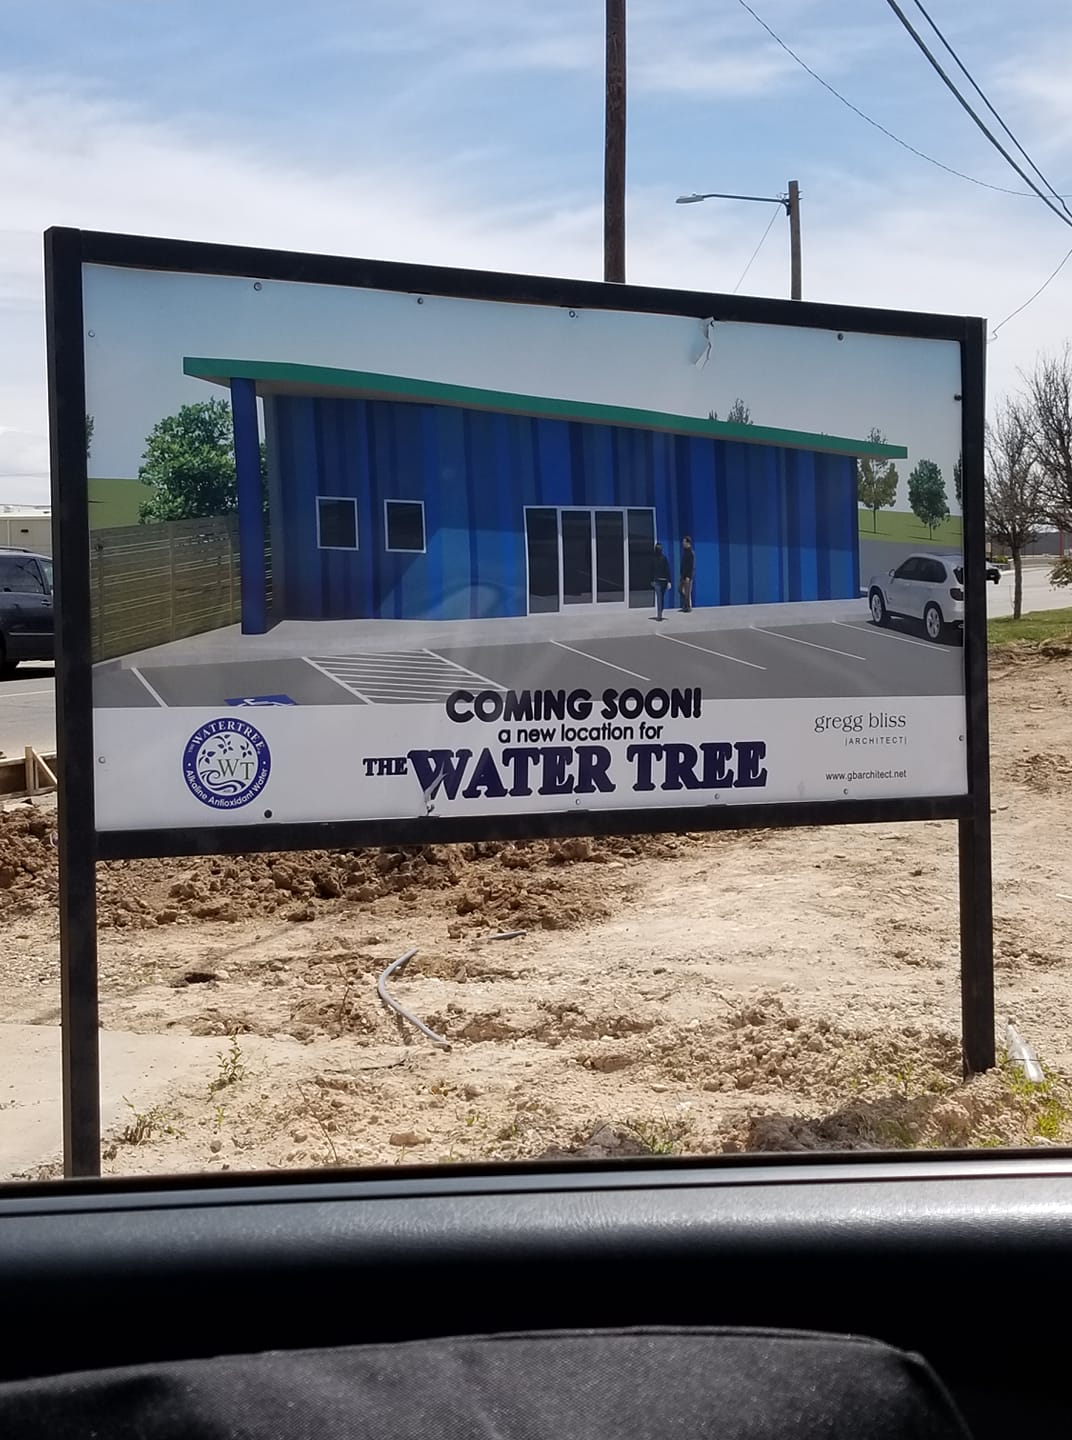 COMING SOON!
a new location for
THE WATER TREE
THE WATERTREE
WT
Alkaline Antioxidant Water
gregg bliss
|ARCHITECT|
www.gbarchitect.net